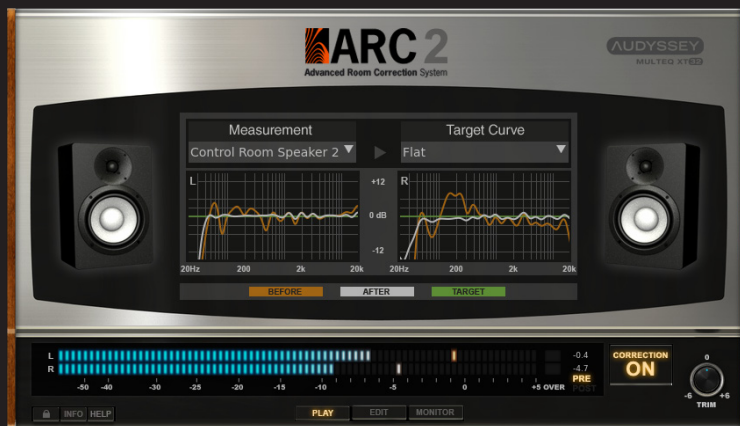 ARC 2
Advanced Room Correction System
AUDYSSEY
MULTEQ XT32
Measurement
Target Curve
Control Room Speaker 2
Flat
L
R
+12
0 dB
-12
20Hz 200 2k 20k
20Hz 200 2k 20k
BEFORE AFTER TARGET
L
R
-0.4
-4.7
PRE
POST
-50 -40 -30 -25 -20 -15 -10 -5 0 +5 OVER
CORRECTION
ON
0
-6 +6
TRIM
INFO HELP
PLAY EDIT MONITOR